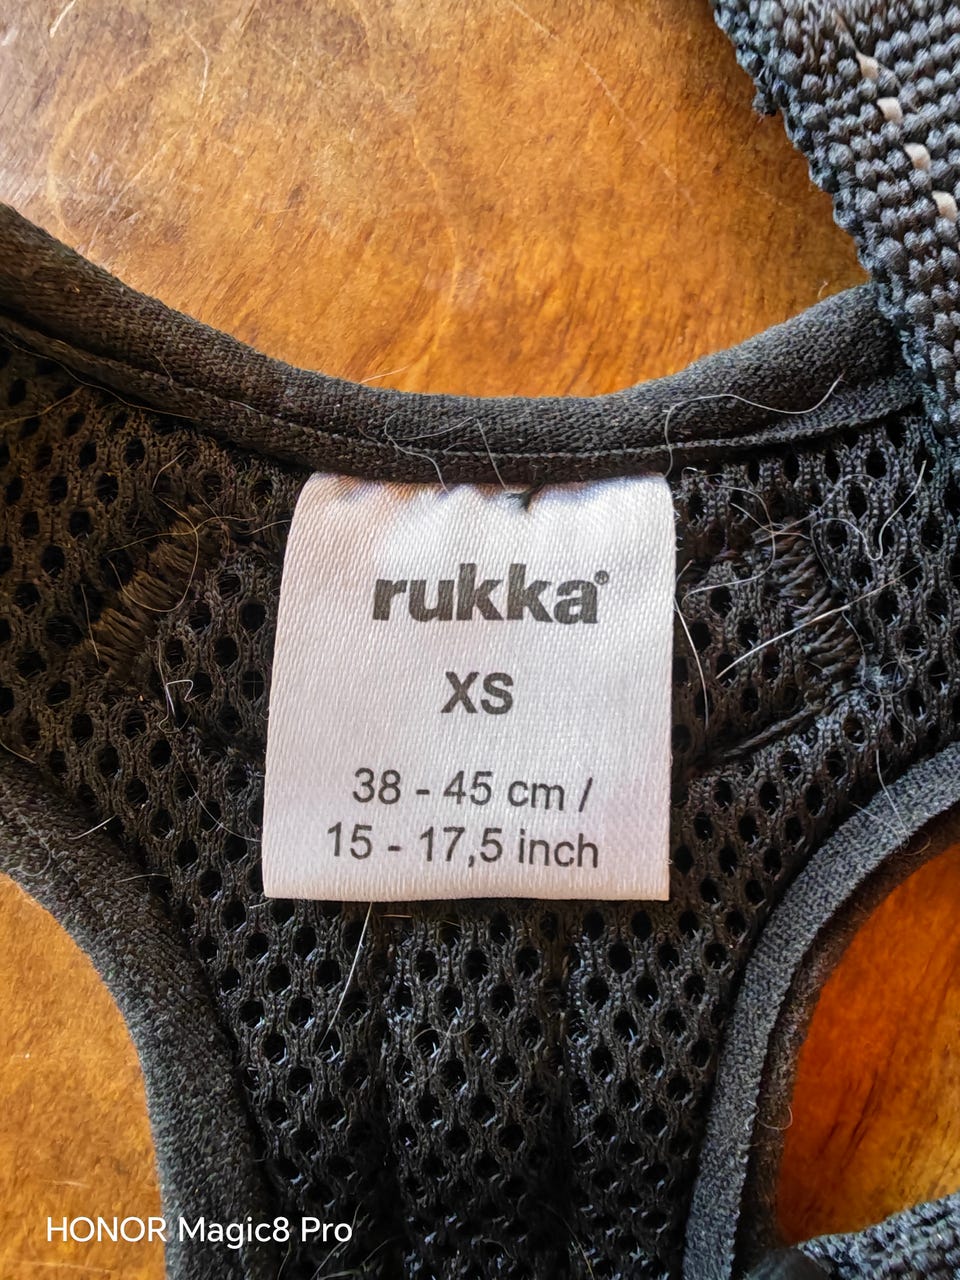 rukka®
XS
38 - 45 cm /
15 - 17,5 inch
HONOR Magic8 Pro